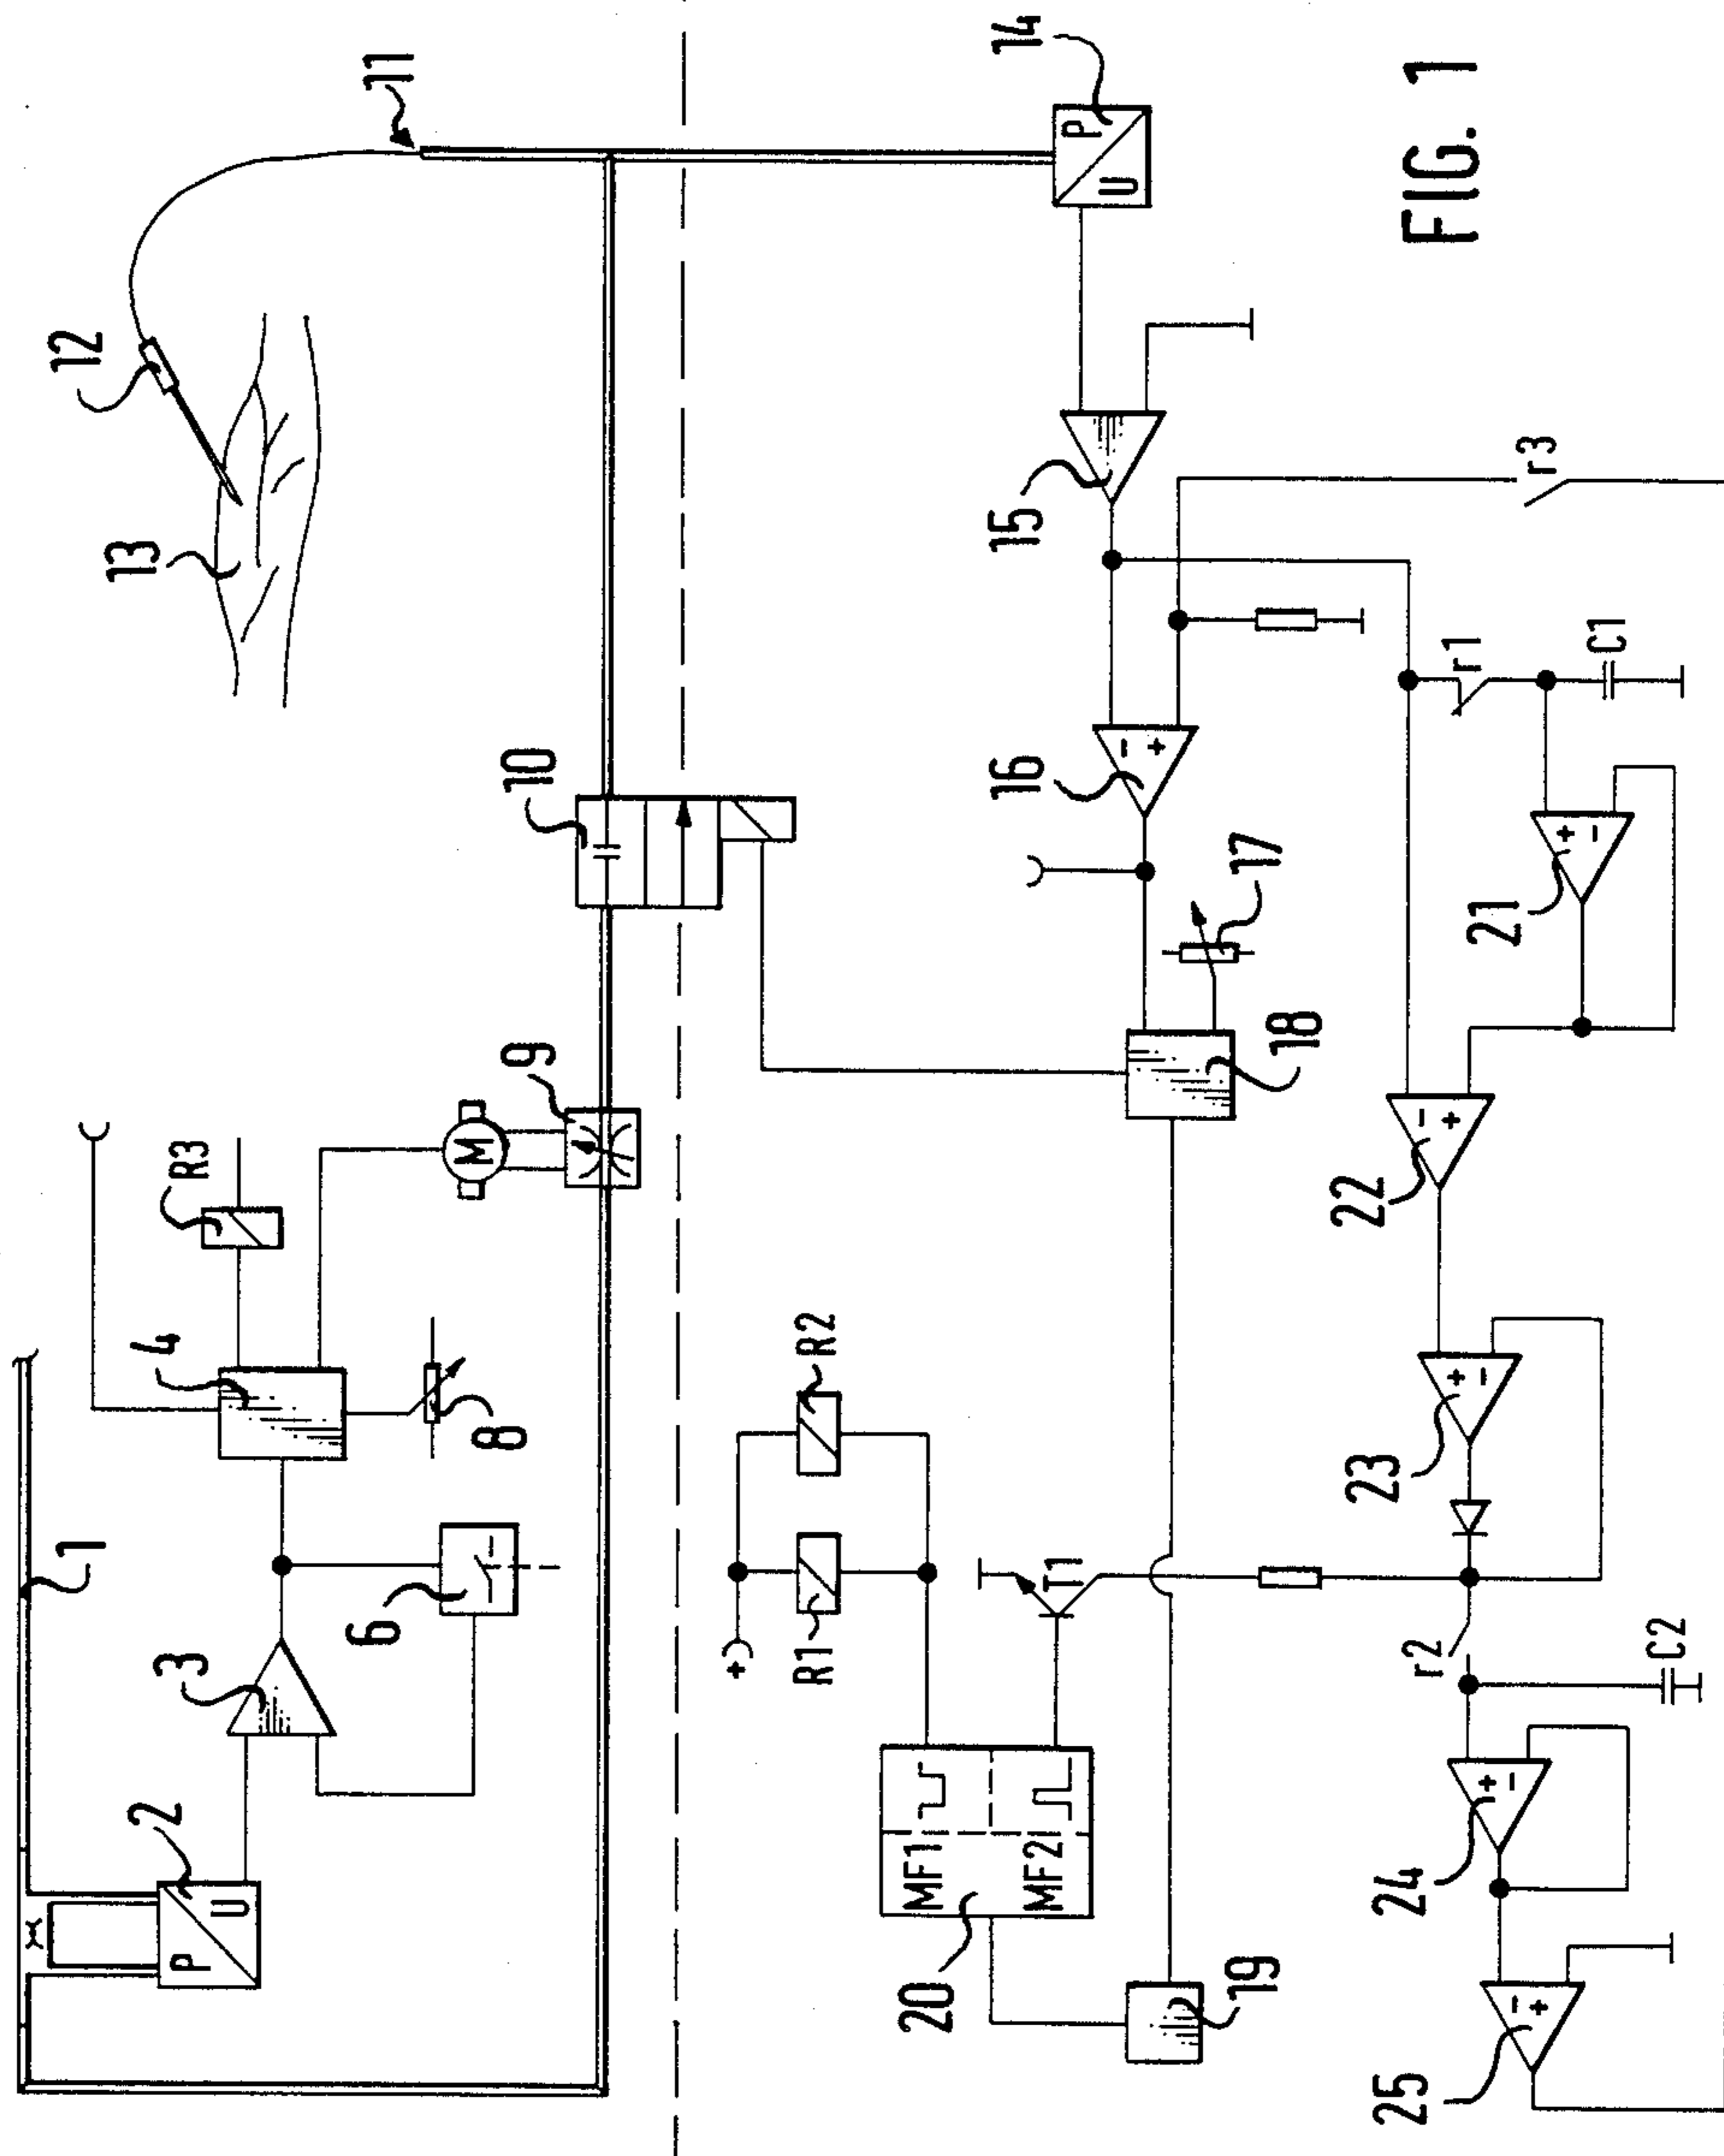 11
12
13
14
FIG. 1
P
U
15
r3
10
16
- +
r1
C1
17
21
+ -
9
M
18
R3
4
8
22
- +
R2
R1
+
23
+ -
1
6
3
T1
r2
C2
2
P
U
MF1
MF2
20
24
+ -
19
25
- +